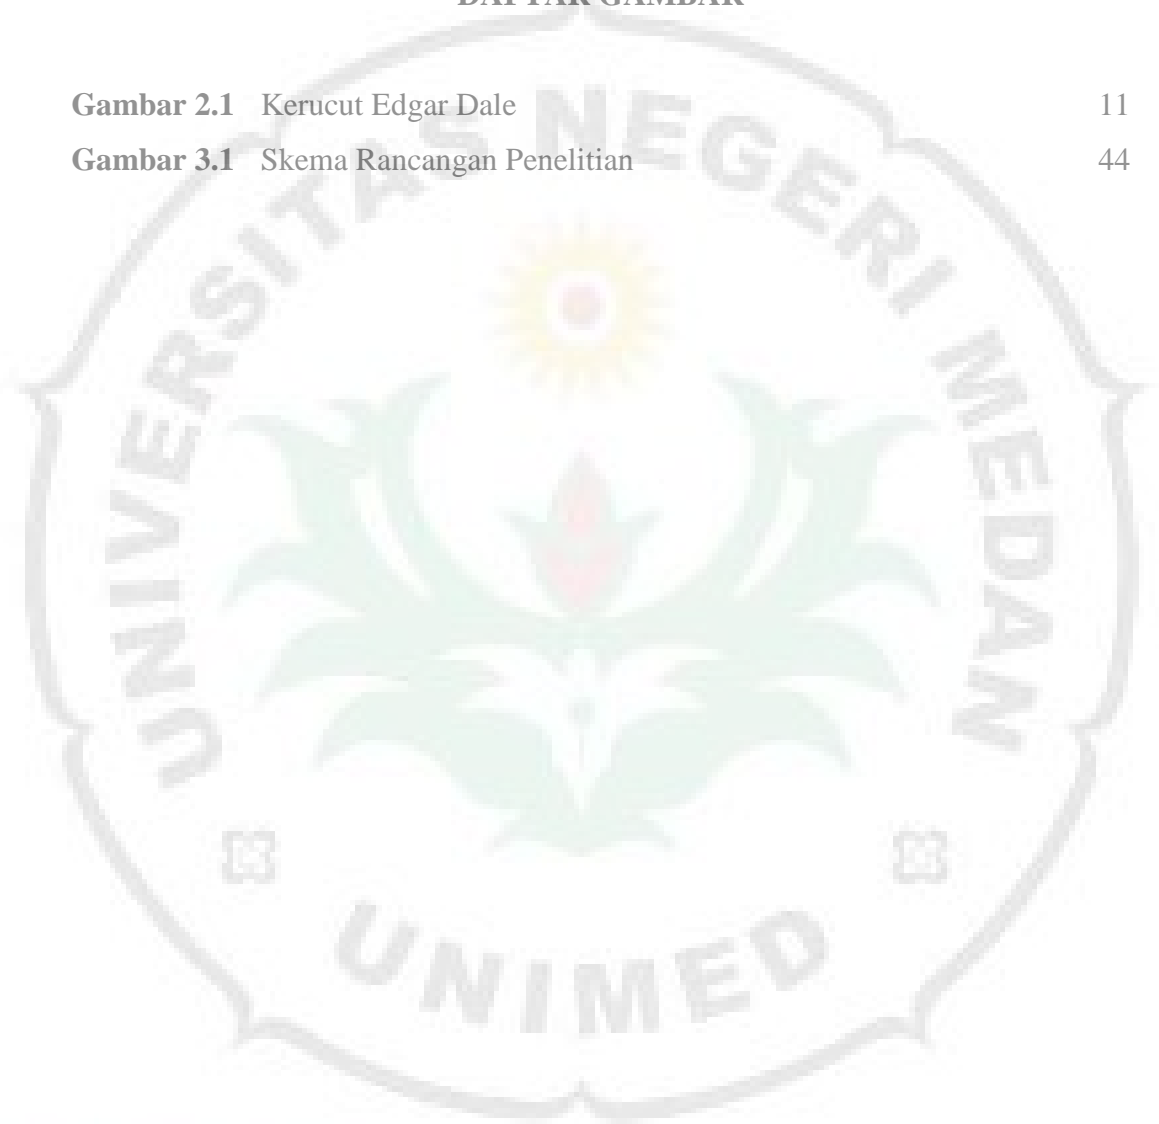 DAFTAR GAMBAR
Gambar 2.1 Kerucut Edgar Dale 11
Gambar 3.1 Skema Rancangan Penelitian 44
UNIVERSITAS NEGERI MEDAN
UNIMED